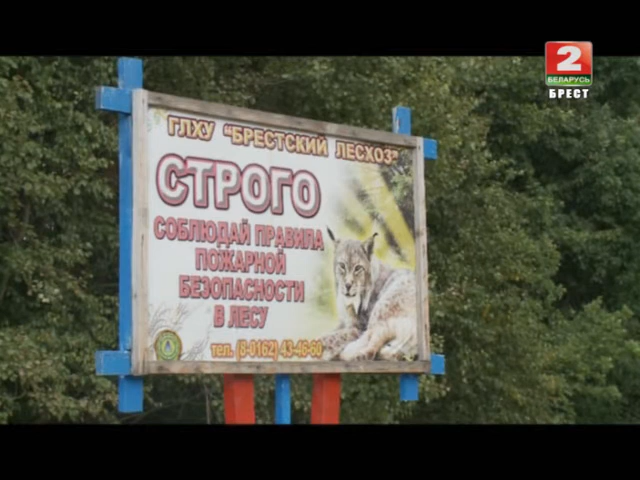 2
БЕЛАРУСЬ
БРЕСТ
ГЛХУ "БРЕСТСКИЙ ЛЕСХОЗ"
СТРОГО
СОБЛЮДАЙ ПРАВИЛА
ПОЖАРНОЙ
БЕЗОПАСНОСТИ
В ЛЕСУ
тел. (8-0162) 43-46-60